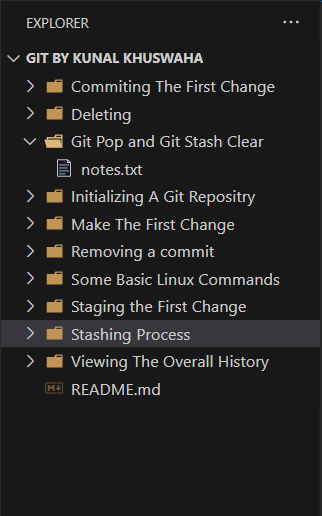 EXPLORER ...
GIT BY KUNAL KHUSWAHA
Commiting The First Change
Deleting
Git Pop and Git Stash Clear
notes.txt
Initializing A Git Repositry
Make The First Change
Removing a commit
Some Basic Linux Commands
Staging the First Change
Stashing Process
Viewing The Overall History
README.md